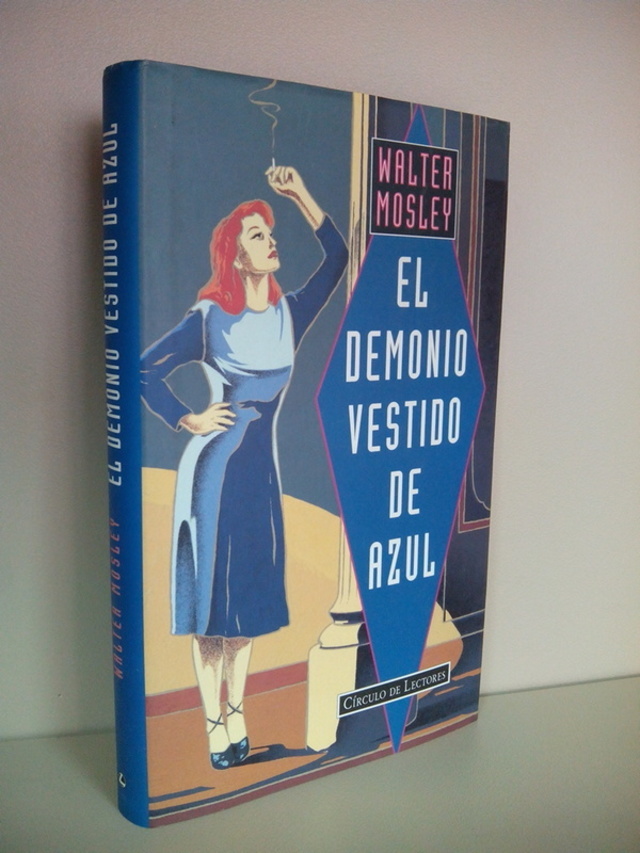 WALTER MOSLEY EL DEMONIO VESTIDO DE AZUL
WALTER
MOSLEY
EL
DEMONIO
VESTIDO
DE
AZUL
CÍRCULO DE LECTORES